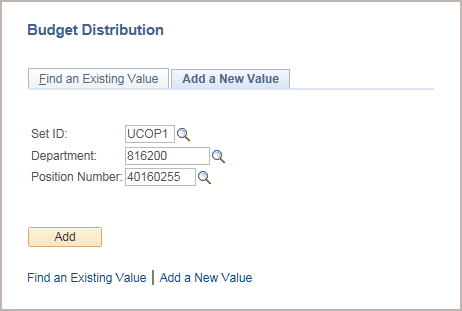 Budget Distribution
Find an Existing Value Add a New Value
Set ID: UCOP1
Department: 816200
Position Number: 40160255
Add
Find an Existing Value | Add a New Value